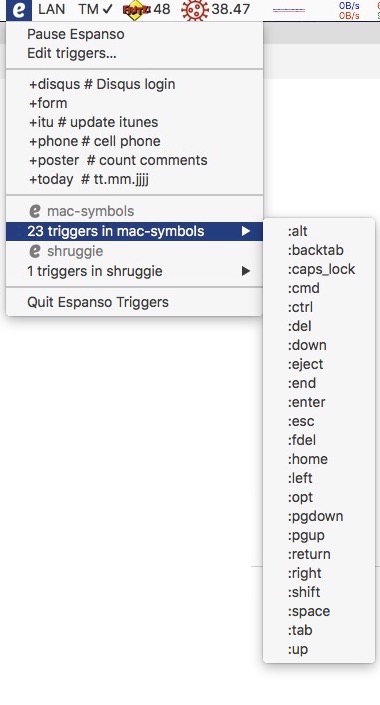 e LAN TM ✓ FRITZ 48 38.47 0B/s
0B/s
Pause Espanso
Edit triggers...
+disqus # Disqus login
+form
+itu # update itunes
+phone # cell phone
+poster  # count comments
+today  # tt.mm.jjjj
e mac-symbols
23 triggers in mac-symbols ▶
e shruggie
1 triggers in shruggie ▶
Quit Espanso Triggers
:alt
:backtab
:caps_lock
:cmd
:ctrl
:del
:down
:eject
:end
:enter
:esc
:fdel
:home
:left
:opt
:pgdown
:pgup
:return
:right
:shift
:space
:tab
:up